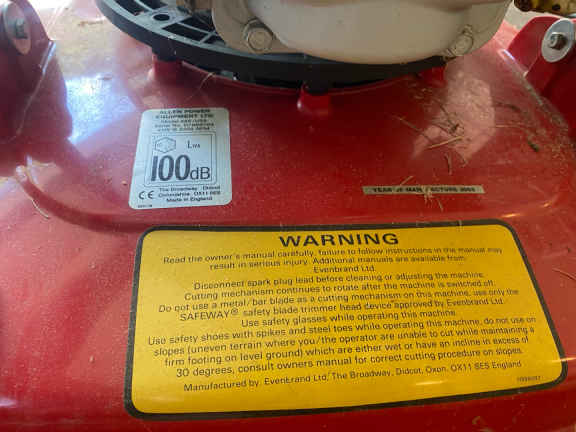 ALLEN POWER
EQUIPMENT LTD
LWA
100dB
CE
The Broadway, Didcot
Oxfordshire, OX11 8ES
Made in England
YEAR OF MANUFACTURE
WARNING
Read the owner's manual carefully, failure to follow instructions in the manual may
result in serious injury. Additional manuals are available from:
Evenbrand Ltd.
Disconnect spark plug lead before cleaning or adjusting the machine.
Cutting mechanism continues to rotate after the machine is switched off.
Do not use a metal/bar blade as a cutting mechanism on this machine, use only the
SAFEWAY® safety blade trimmer head device approved by Evenbrand Ltd.
Use safety glasses while operating this machine.
Use safety shoes with spikes and steel toes while operating this machine, do not use on
slopes (uneven terrain where you/the operator are unable to cut while maintaining a
firm footing on level ground) which are either wet or have an incline in excess of
30 degrees, consult owners manual for correct cutting procedure on slopes.
Manufactured by. Evenbrand Ltd, The Broadway, Didcot, Oxon. OX11 8ES England